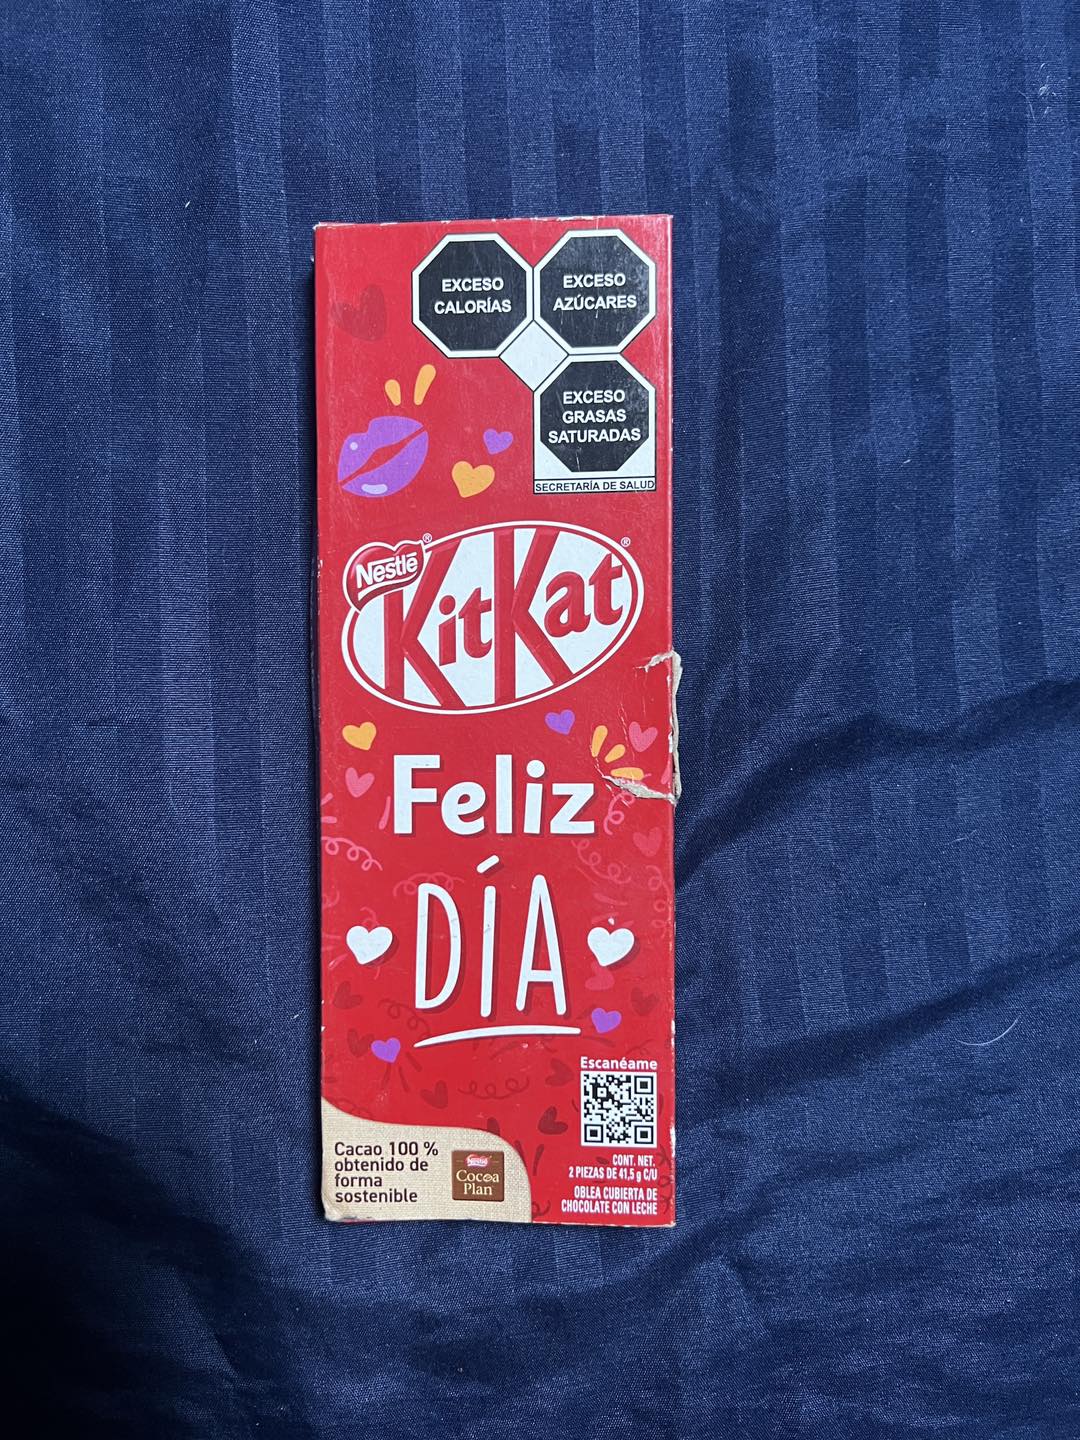 EXCESO
CALORÍAS
EXCESO
AZÚCARES
EXCESO
GRASAS
SATURADAS
SECRETARÍA DE SALUD
Nestlé®
KitKat®
Feliz
DÍA
Escanéame
Cacao 100 %
obtenido de
forma
sostenible
Nestlé
Cocoa
Plan
CONT. NET.
2 PIEZAS DE 41,5 g C/U
OBLEA CUBIERTA DE
CHOCOLATE CON LECHE